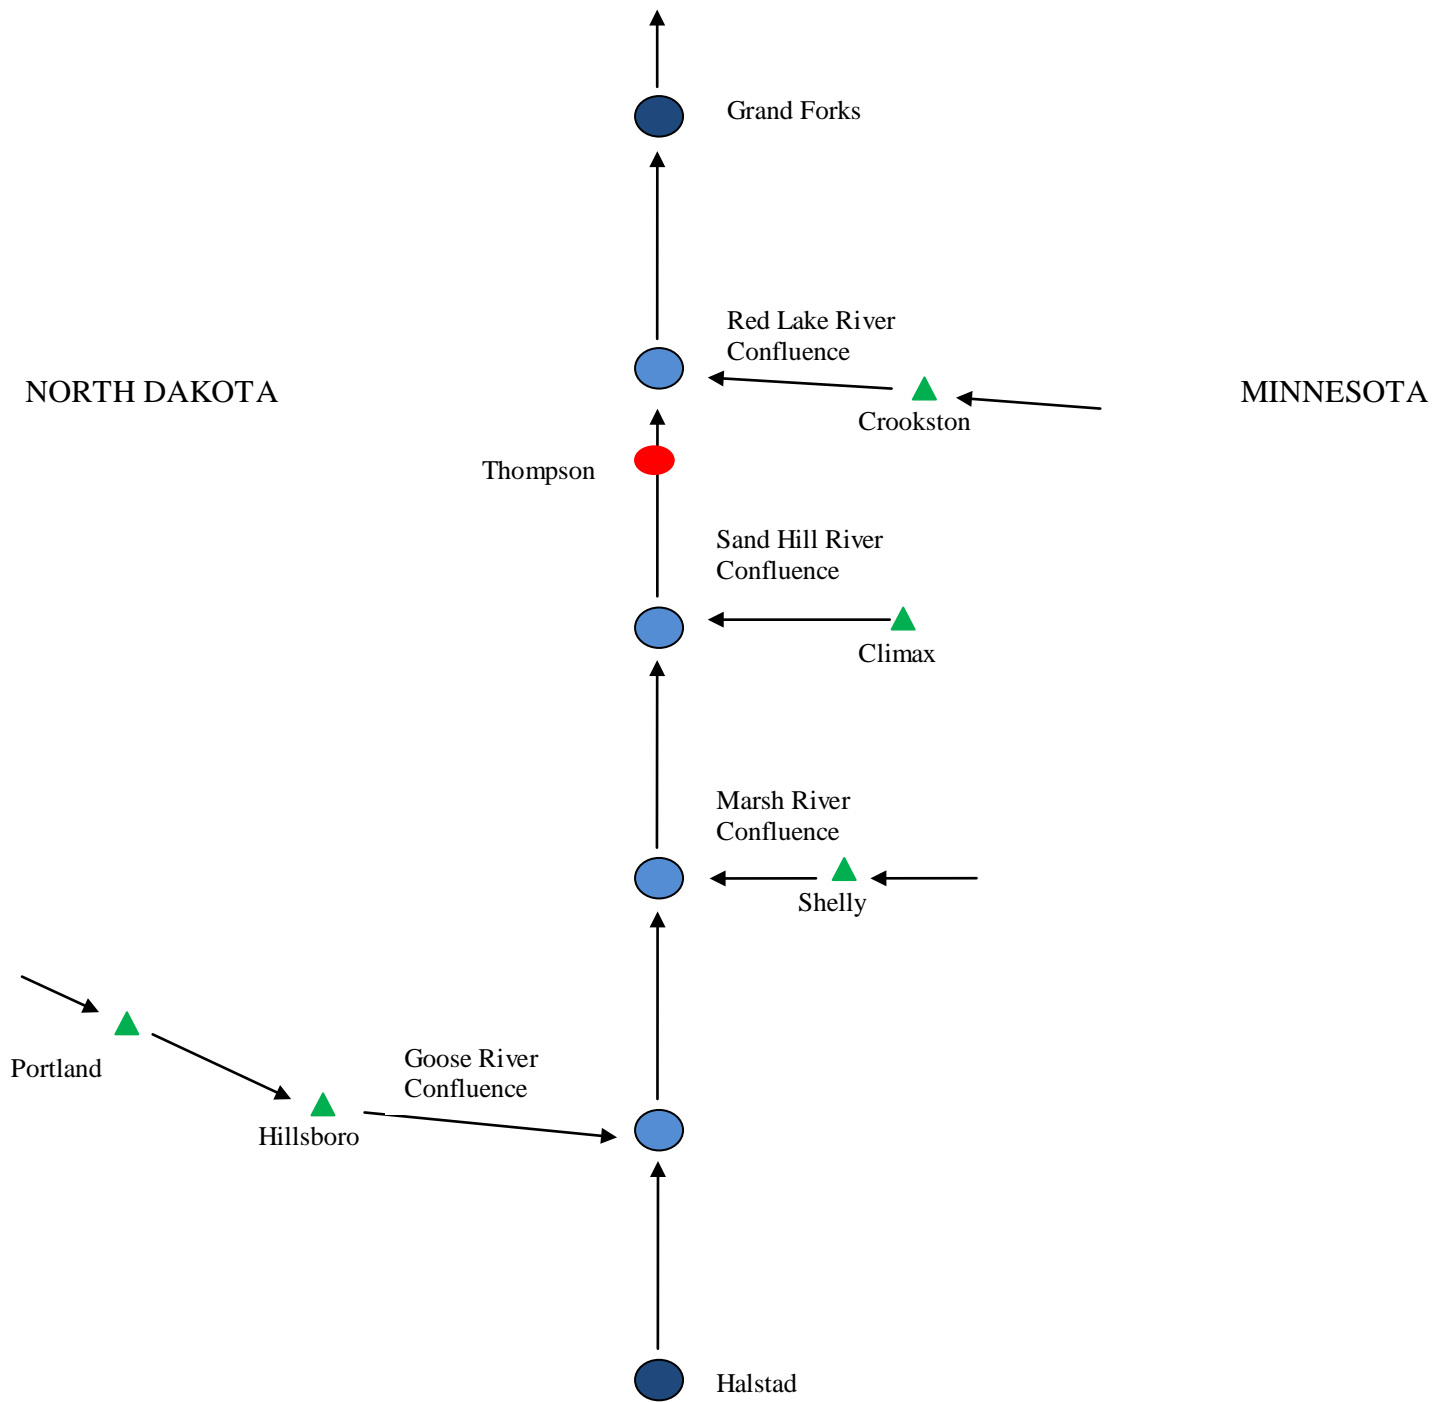 Grand Forks
Red Lake River
Confluence
NORTH DAKOTA
MINNESOTA
Crookston
Thompson
Sand Hill River
Confluence
Climax
Marsh River
Confluence
Shelly
Portland
Goose River
Confluence
Hillsboro
Halstad